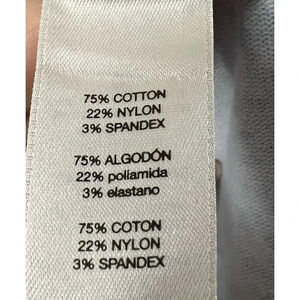 75% COTTON
22% NYLON
3% SPANDEX
75% ALGODÓN
22% poliamida
3% elastano
75% COTON
22% NYLON
3% SPANDEX